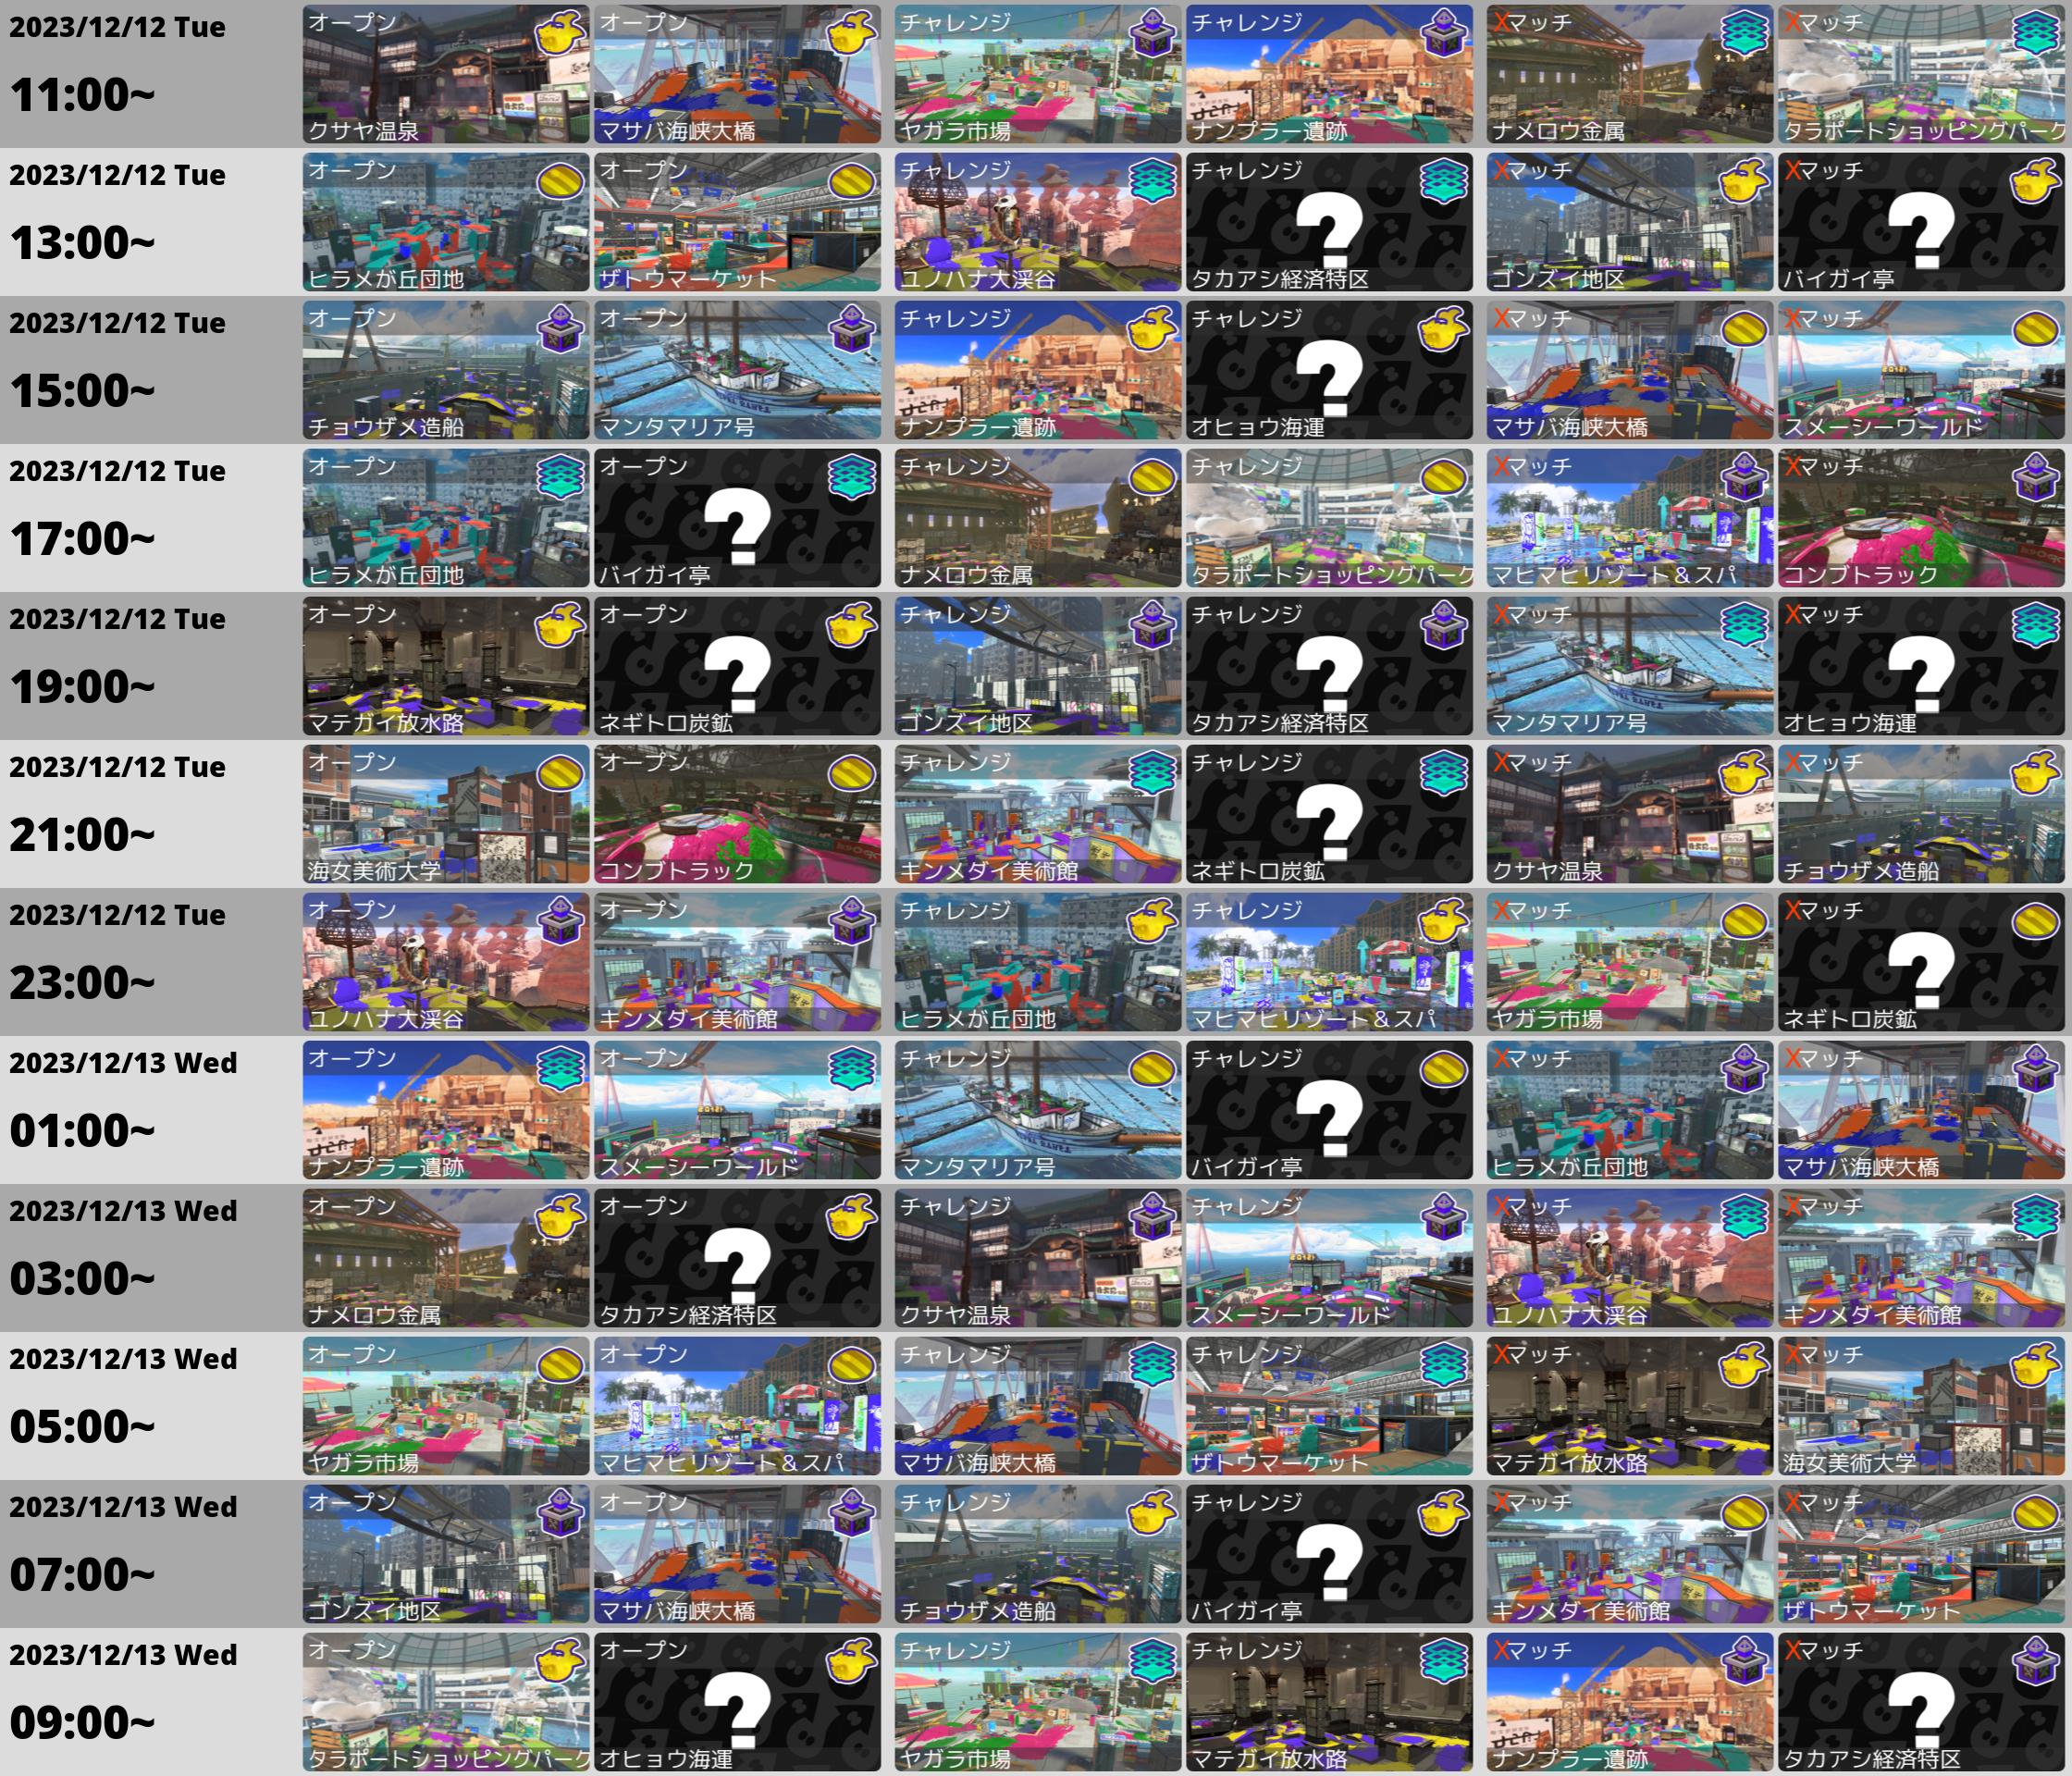 2023/12/12 Tue
11:00~
オープン
クサヤ温泉
オープン
マサバ海峡大橋
チャレンジ
ヤガラ市場
チャレンジ
ナンプラー遺跡
Xマッチ
ナメロウ金属
Xマッチ
タラポートショッピングパーク
2023/12/12 Tue
13:00~
オープン
ヒラメが丘団地
オープン
ザトウマーケット
チャレンジ
ユノハナ大渓谷
チャレンジ
?
タカアシ経済特区
Xマッチ
ゴンズイ地区
Xマッチ
?
バイガイ亭
2023/12/12 Tue
15:00~
オープン
チョウザメ造船
オープン
マンタマリア号
チャレンジ
ナンプラー遺跡
チャレンジ
?
オヒョウ海運
Xマッチ
マサバ海峡大橋
Xマッチ
スメーシーワールド
2023/12/12 Tue
17:00~
オープン
ヒラメが丘団地
オープン
?
バイガイ亭
チャレンジ
ナメロウ金属
チャレンジ
タラポートショッピングパーク
Xマッチ
マヒマヒリゾート&スパ
Xマッチ
コンブトラック
2023/12/12 Tue
19:00~
オープン
マテガイ放水路
オープン
?
ネギトロ炭鉱
チャレンジ
ゴンズイ地区
チャレンジ
?
タカアシ経済特区
Xマッチ
マンタマリア号
Xマッチ
?
オヒョウ海運
2023/12/12 Tue
21:00~
オープン
海女美術大学
オープン
コンブトラック
チャレンジ
キンメダイ美術館
チャレンジ
?
ネギトロ炭鉱
Xマッチ
クサヤ温泉
Xマッチ
チョウザメ造船
2023/12/12 Tue
23:00~
オープン
ユノハナ大渓谷
オープン
キンメダイ美術館
チャレンジ
ヒラメが丘団地
チャレンジ
マヒマヒリゾート&スパ
Xマッチ
ヤガラ市場
Xマッチ
?
ネギトロ炭鉱
2023/12/13 Wed
01:00~
オープン
ナンプラー遺跡
オープン
スメーシーワールド
チャレンジ
マンタマリア号
チャレンジ
?
バイガイ亭
Xマッチ
ヒラメが丘団地
Xマッチ
マサバ海峡大橋
2023/12/13 Wed
03:00~
オープン
ナメロウ金属
オープン
?
タカアシ経済特区
チャレンジ
クサヤ温泉
チャレンジ
スメーシーワールド
Xマッチ
ユノハナ大渓谷
Xマッチ
キンメダイ美術館
2023/12/13 Wed
05:00~
オープン
ヤガラ市場
オープン
マヒマヒリゾート&スパ
チャレンジ
マサバ海峡大橋
チャレンジ
ザトウマーケット
Xマッチ
マテガイ放水路
Xマッチ
海女美術大学
2023/12/13 Wed
07:00~
オープン
ゴンズイ地区
オープン
マサバ海峡大橋
チャレンジ
チョウザメ造船
チャレンジ
?
バイガイ亭
Xマッチ
キンメダイ美術館
Xマッチ
ザトウマーケット
2023/12/13 Wed
09:00~
オープン
タラポートショッピングパーク
オープン
?
オヒョウ海運
チャレンジ
ヤガラ市場
チャレンジ
マテガイ放水路
Xマッチ
ナンプラー遺跡
Xマッチ
?
タカアシ経済特区